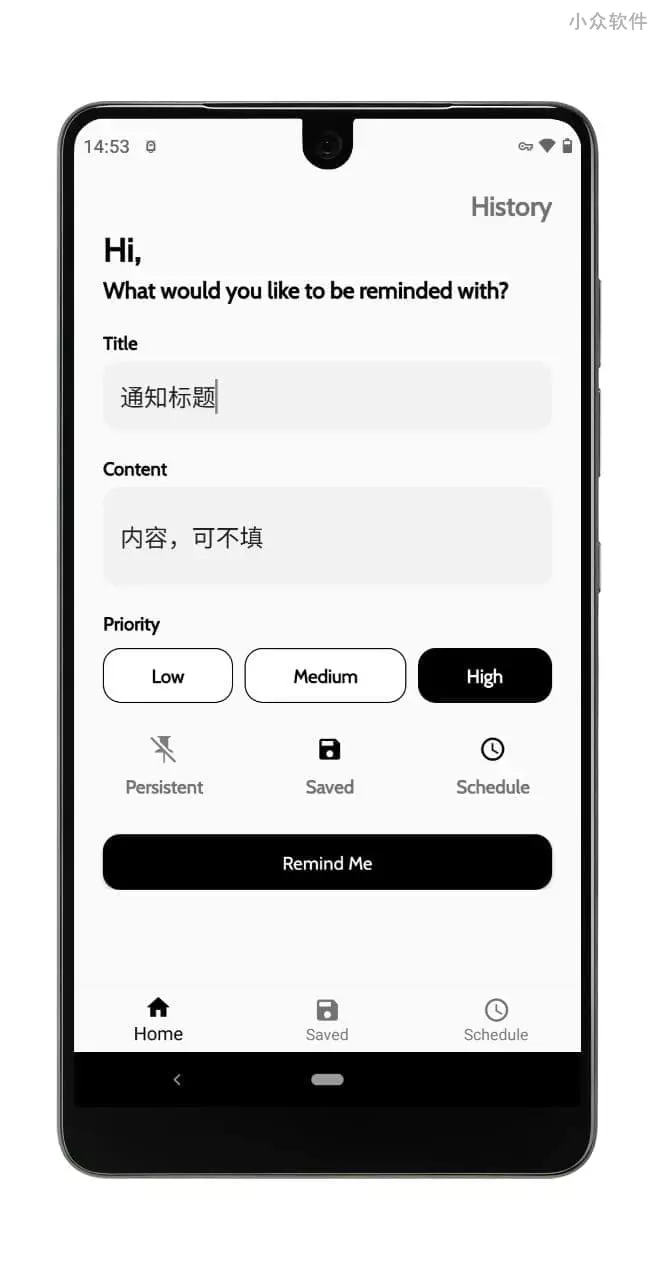 小众软件
14:53
History
Hi,
What would you like to be reminded with?
Title
通知标题
Content
内容，可不填
Priority
Low Medium High
Persistent Saved Schedule
Remind Me
Home Saved Schedule